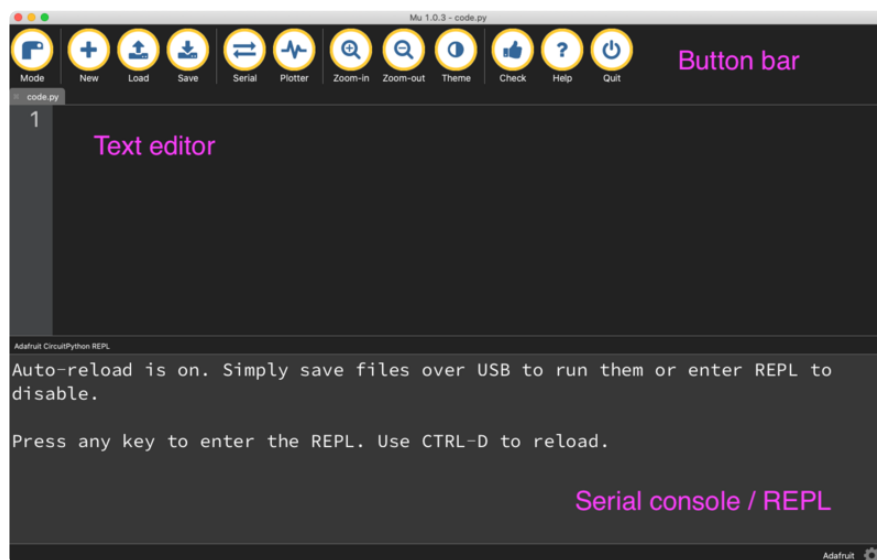 Mu 1.0.3 - code.py
Mode New Load Save Serial Plotter Zoom-in Zoom-out Theme Check Help Quit
Button bar
code.py
1
Text editor
Adafruit CircuitPython REPL
Auto-reload is on. Simply save files over USB to run them or enter REPL to
disable.
Press any key to enter the REPL. Use CTRL-D to reload.
Serial console / REPL
Adafruit